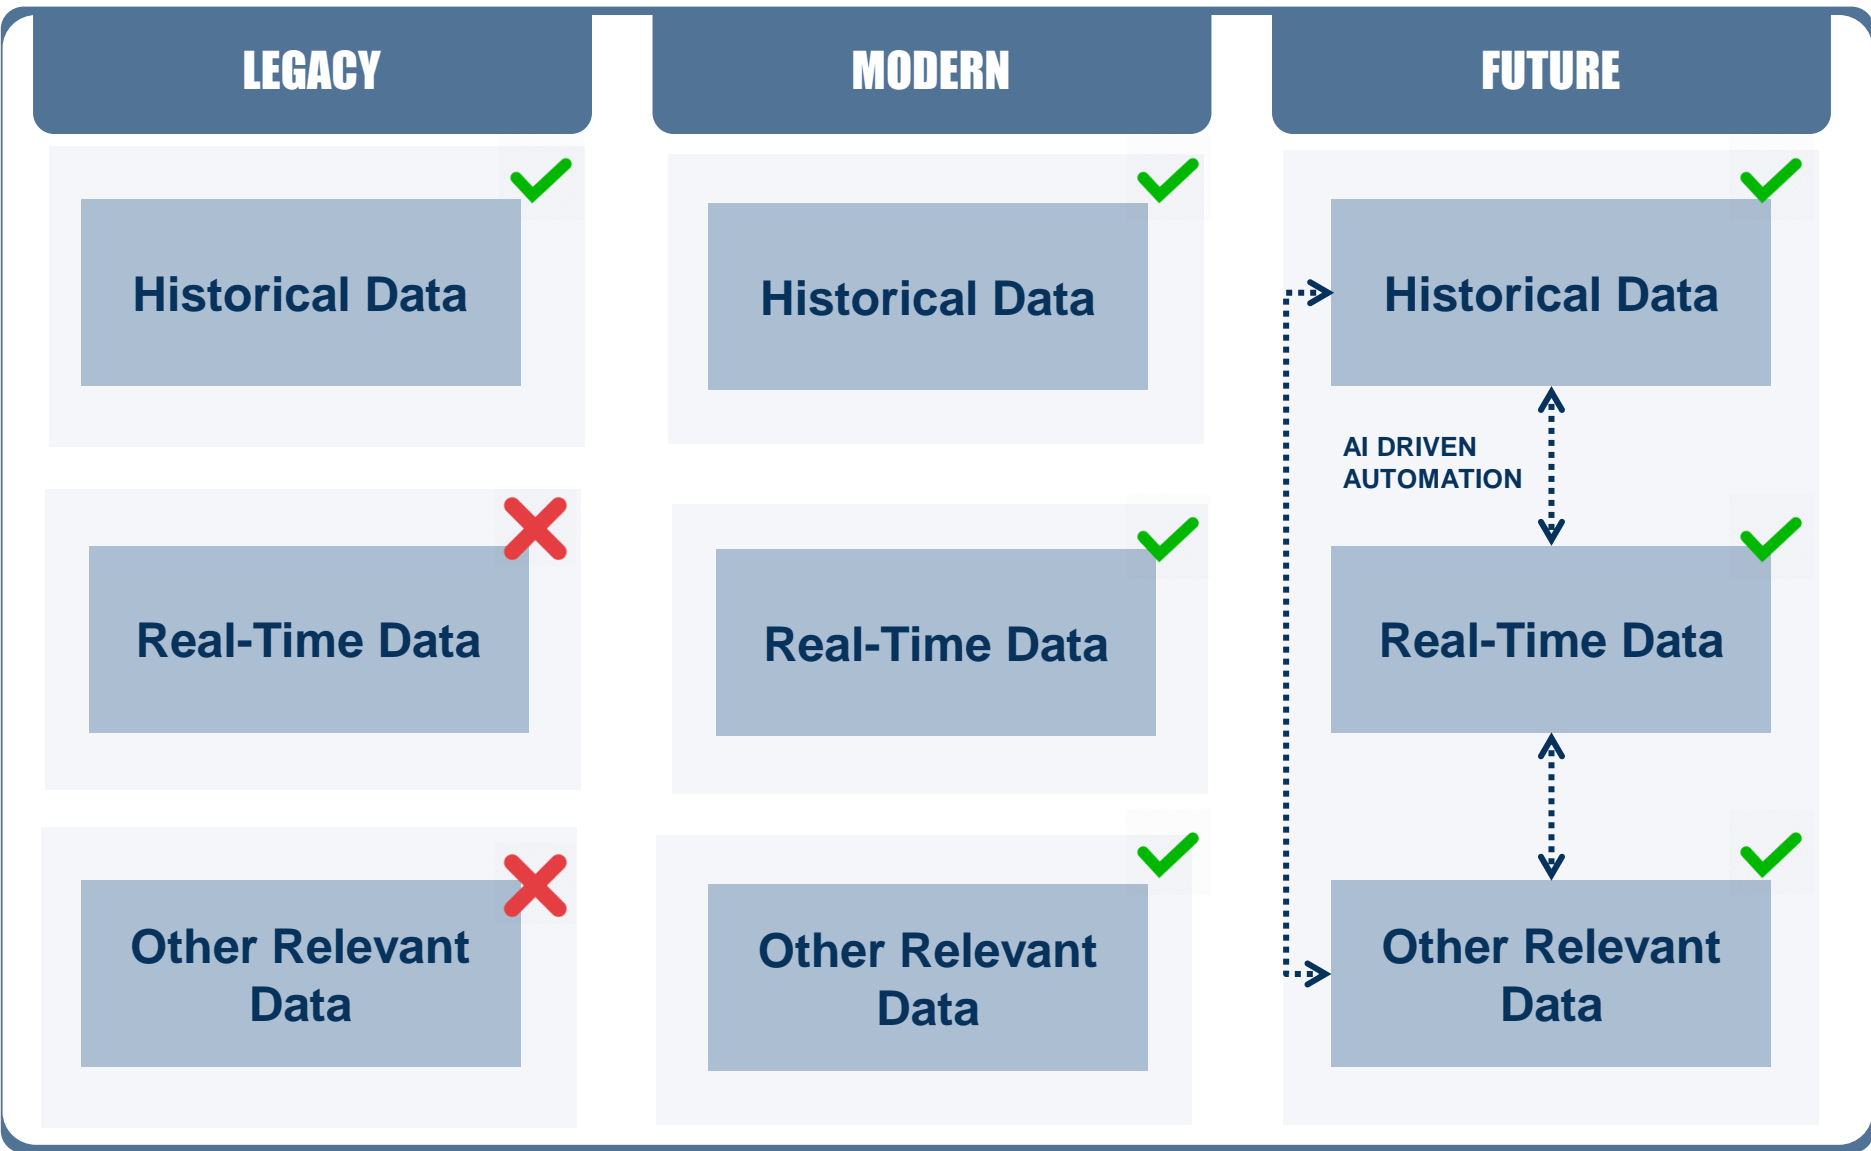 LEGACY
MODERN
FUTURE
Historical Data
Historical Data
Historical Data
AI DRIVEN
AUTOMATION
Real-Time Data
Real-Time Data
Real-Time Data
Other Relevant
Data
Other Relevant
Data
Other Relevant
Data